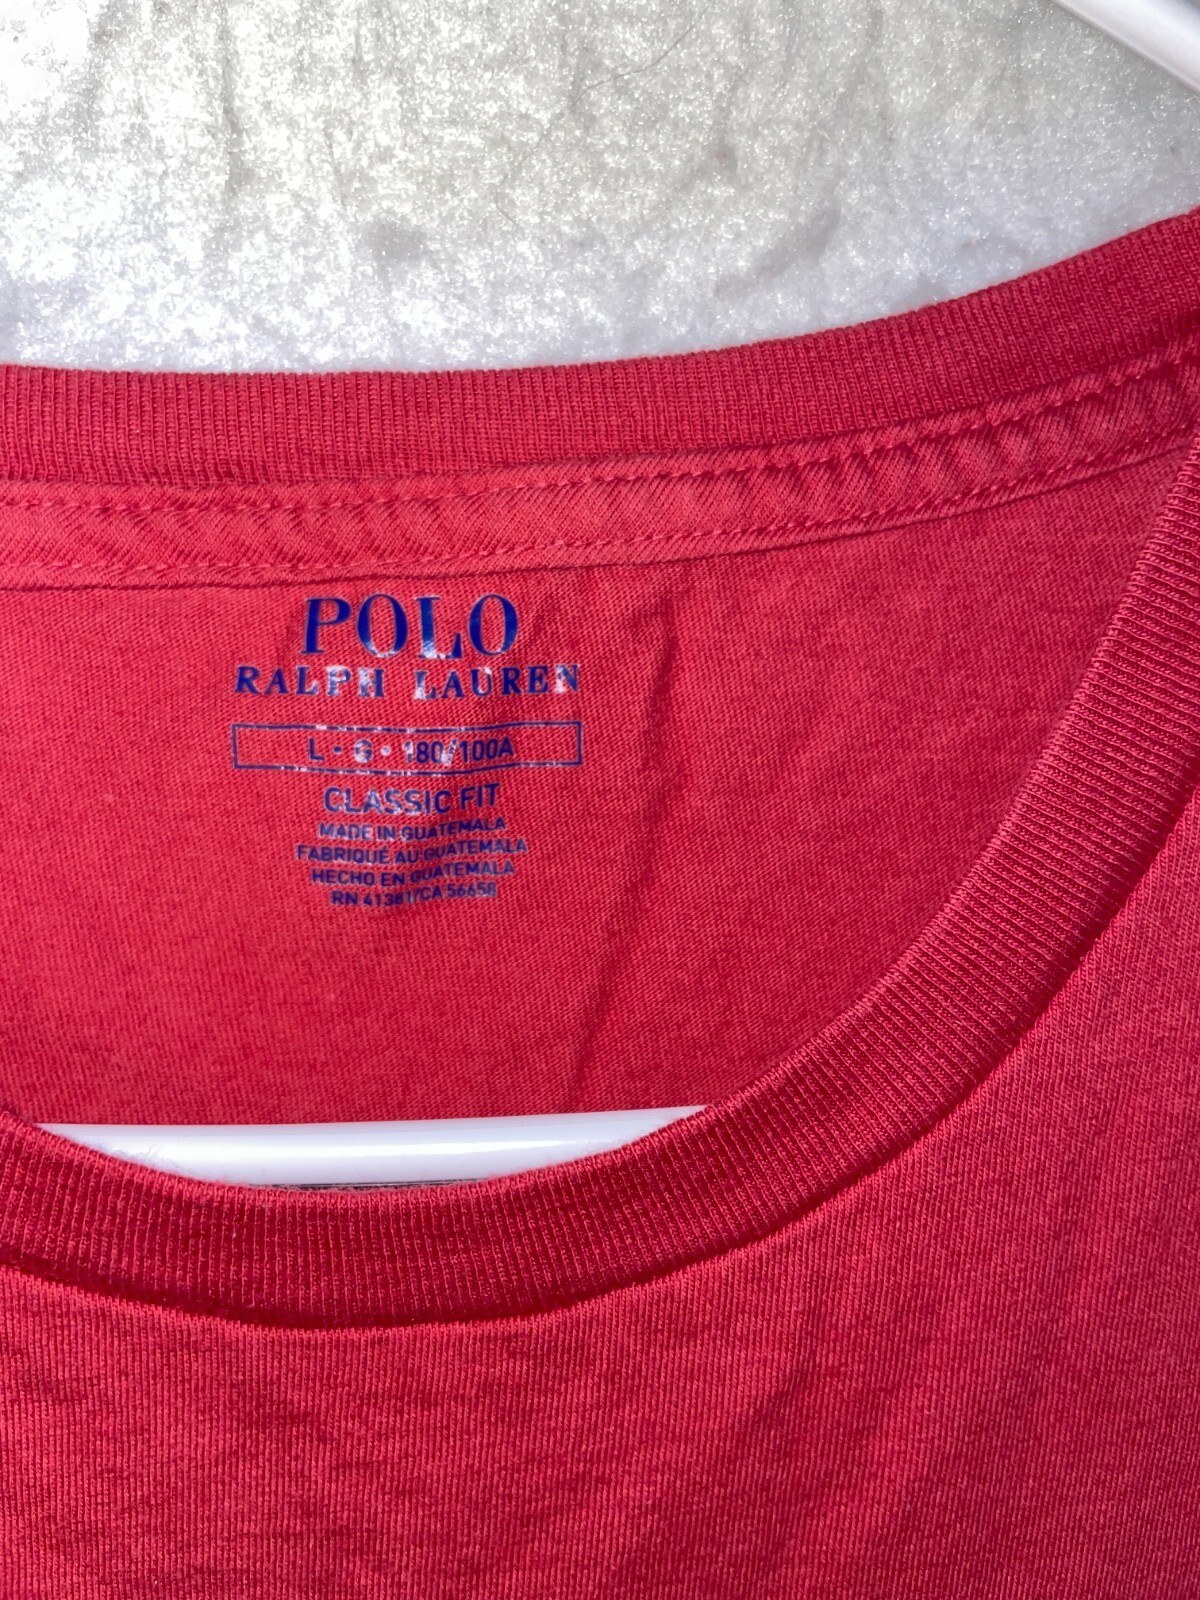 POLO
RALPH LAUREN
L • G • 180/100A
CLASSIC FIT
MADE IN GUATEMALA
FABRIQUÉ AU GUATEMALA
HECHO EN GUATEMALA
RN 41381/CA 56658